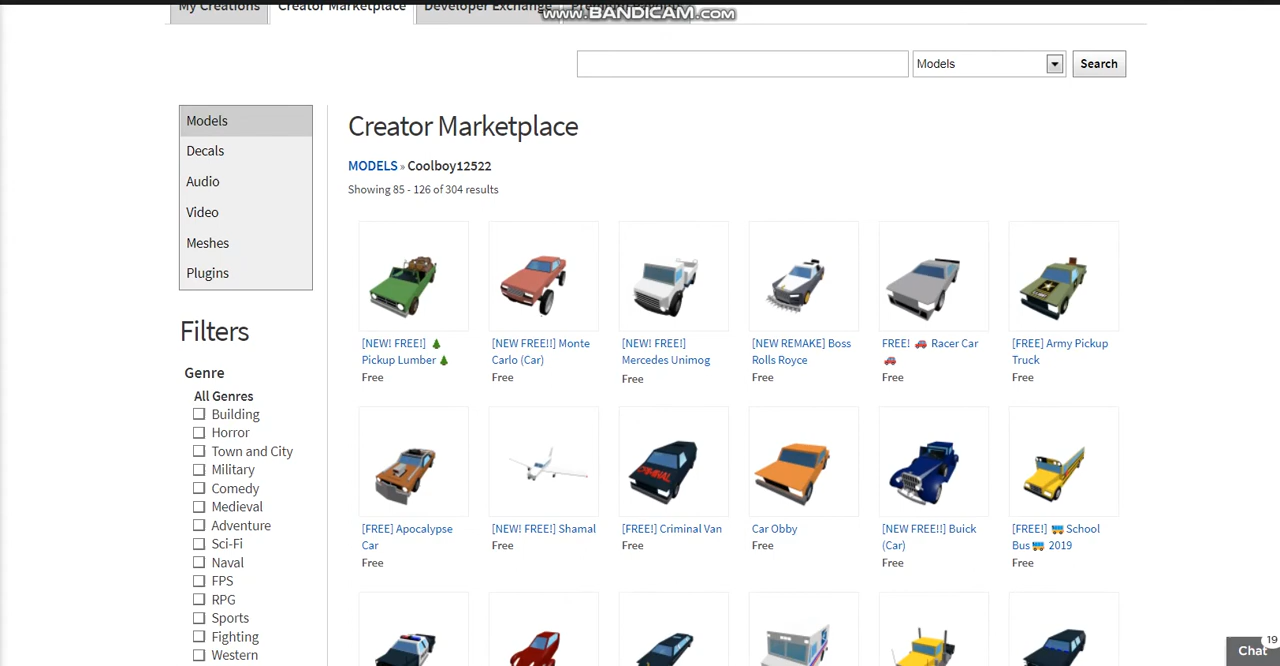 My Creations
Creator Marketplace
Developer Exchange
www.BANDICAM.com
Models
Search
Models
Decals
Audio
Video
Meshes
Plugins
Creator Marketplace
MODELS » Coolboy12522
Showing 85 - 126 of 304 results
[NEW! FREE!] 🌲
Pickup Lumber 🌲
Free
[NEW FREE!!] Monte
Carlo (Car)
Free
[NEW! FREE!]
Mercedes Unimog
Free
[NEW REMAKE] Boss
Rolls Royce
Free
FREE! 🚗 Racer Car
🚗
Free
[FREE] Army Pickup
Truck
Free
CRIMINAL
[FREE] Apocalypse
Car
Free
[NEW! FREE!] Shamal
Free
[FREE!] Criminal Van
Free
Car Obby
Free
[NEW FREE!!] Buick
(Car)
Free
[FREE!] 🚌 School
Bus 🚌 2019
Free
Filters
Genre
All Genres
Building
Horror
Town and City
Military
Comedy
Medieval
Adventure
Sci-Fi
Naval
FPS
RPG
Sports
Fighting
Western
Chat
19